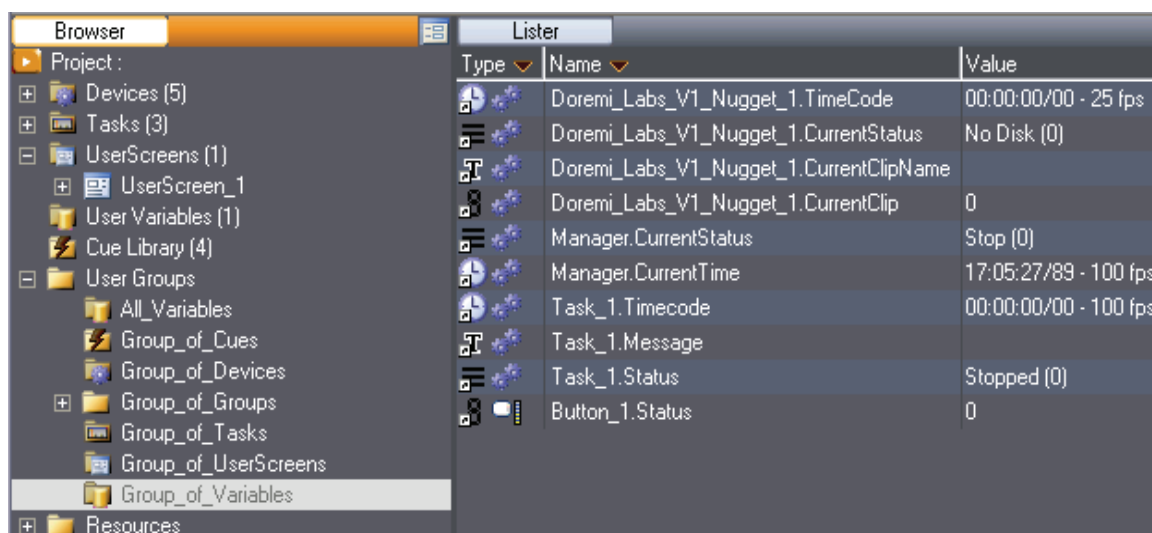 Browser
Project :
Devices (5)
Tasks (3)
UserScreens (1)
UserScreen_1
User Variables (1)
Cue Library (4)
User Groups
All_Variables
Group_of_Cues
Group_of_Devices
Group_of_Groups
Group_of_Tasks
Group_of_UserScreens
Group_of_Variables
Resources
Lister
Type Name Value
Doremi_Labs_V1_Nugget_1.TimeCode 00:00:00/00 - 25 fps
Doremi_Labs_V1_Nugget_1.CurrentStatus No Disk (0)
Doremi_Labs_V1_Nugget_1.CurrentClipName
Doremi_Labs_V1_Nugget_1.CurrentClip 0
Manager.CurrentStatus Stop (0)
Manager.CurrentTime 17:05:27/89 - 100 fps
Task_1.Timecode 00:00:00/00 - 100 fps
Task_1.Message
Task_1.Status Stopped (0)
Button_1.Status 0